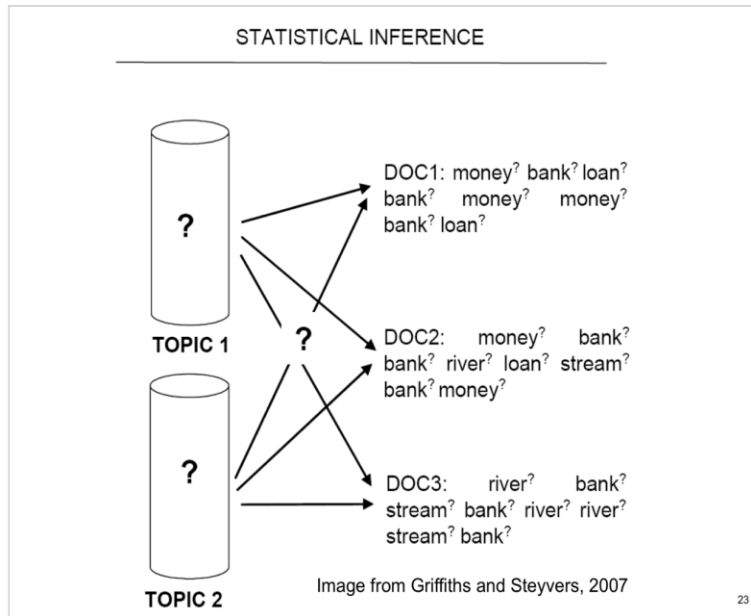 STATISTICAL INFERENCE
?
TOPIC 1
?
TOPIC 2
?
DOC1: money? bank? loan?
bank? money? money?
bank? loan?
DOC2: money? bank?
bank? river? loan? stream?
bank? money?
DOC3: river? bank?
stream? bank? river? river?
stream? bank?
Image from Griffiths and Steyvers, 2007
23